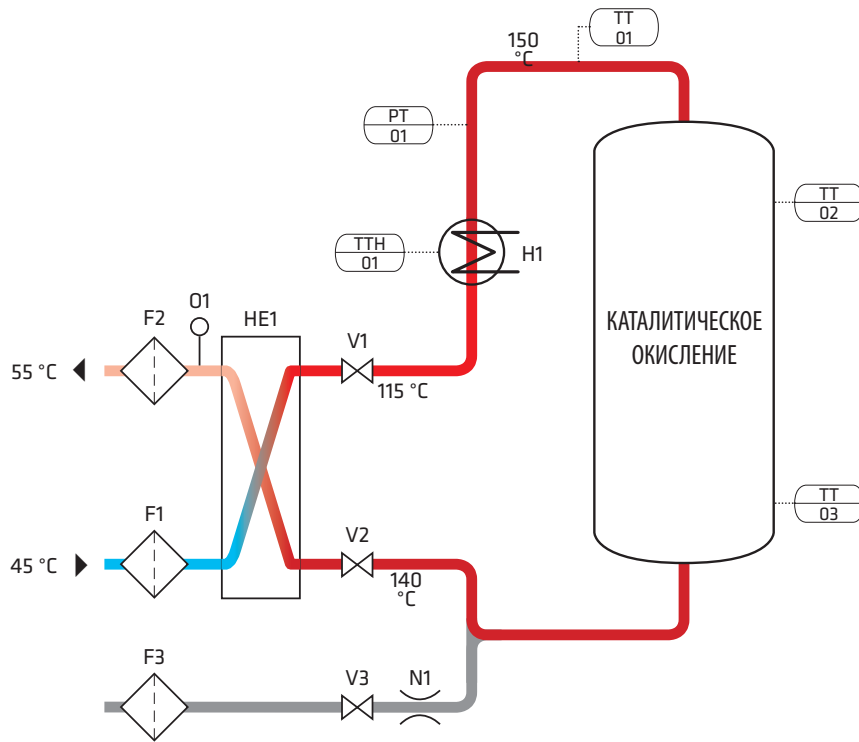 150
°C
TT
01
PT
01
TT
02
TTH
01
H1
O1
F2
HE1
V1
КАТАЛИТИЧЕСКОЕ
ОКИСЛЕНИЕ
55 °C
115 °C
TT
03
F1
V2
45 °C
140
°C
F3
V3
N1